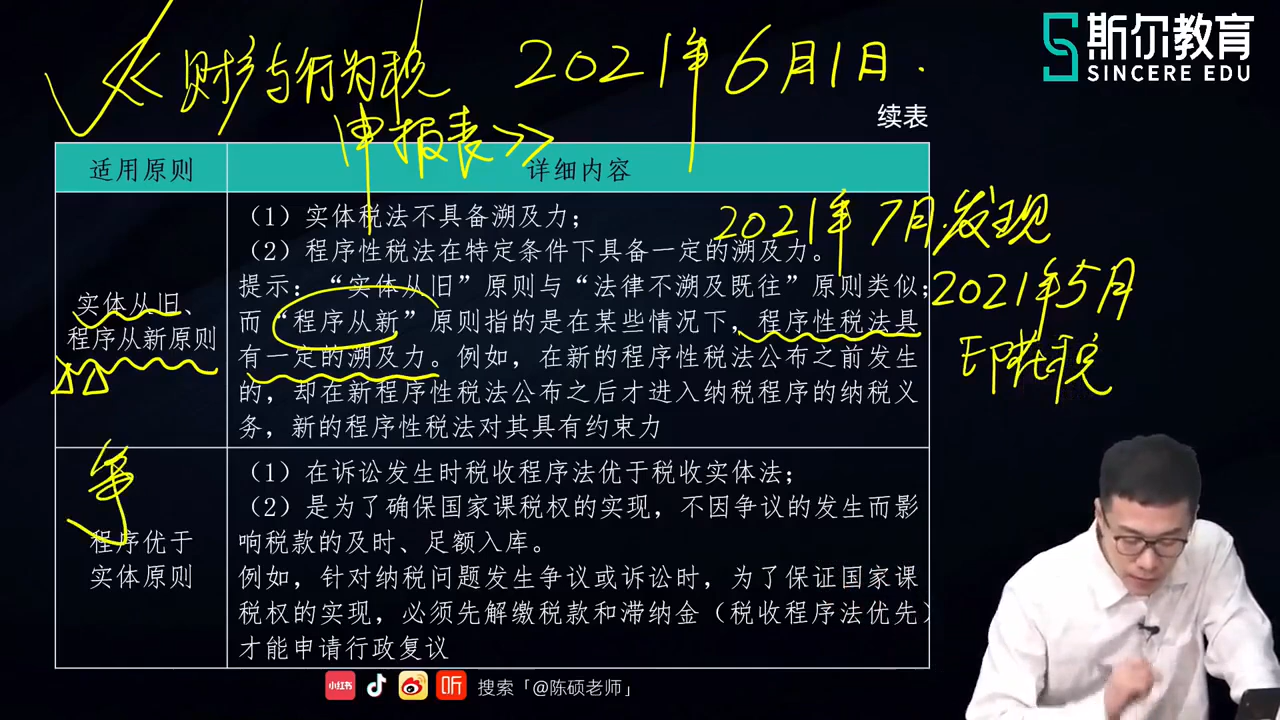 斯尔教育
SINCERE EDU
《财产与行为税 2021年6月1日.
申报表》
续表
适用原则
详细内容
实体从旧、
程序从新原则
（1）实体税法不具备溯及力；
（2）程序性税法在特定条件下具备一定的溯及力。
提示：“实体从旧”原则与“法律不溯及既往”原则类似；
而“程序从新”原则指的是在某些情况下，程序性税法具
有一定的溯及力。例如，在新的程序性税法公布之前发生
的，却在新程序性税法公布之后才进入纳税程序的纳税义
务，新的程序性税法对其具有约束力
2021年7月发现
2021年5月
印花税
争
程序优于
实体原则
（1）在诉讼发生时税收程序法优于税收实体法；
（2）是为了确保国家课税权的实现，不因争议的发生而影
响税款的及时、足额入库。
例如，针对纳税问题发生争议或诉讼时，为了保证国家课
税权的实现，必须先解缴税款和滞纳金（税收程序法优先）
才能申请行政复议
小红书
听
搜索「@陈硕老师」